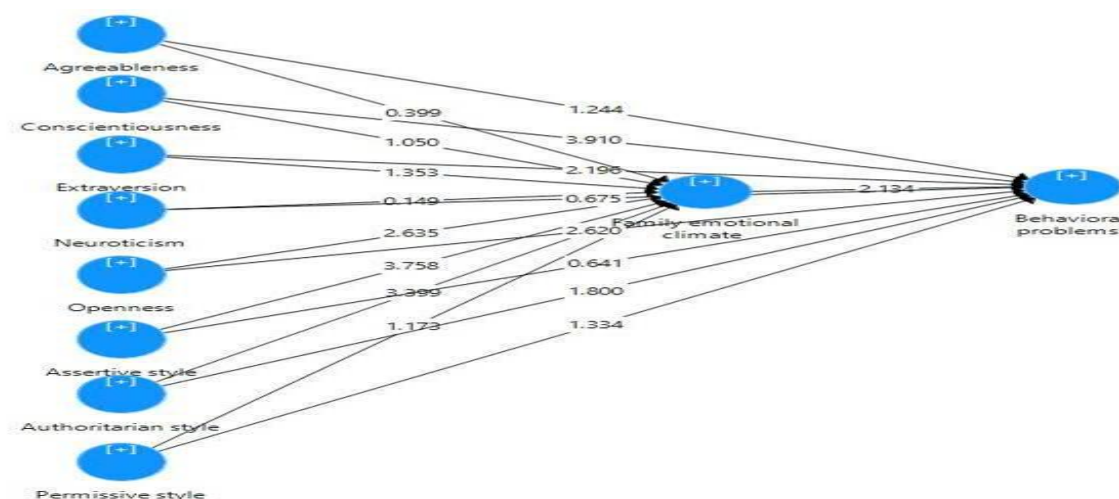 [+]
Agreeableness
[+]
Conscientiousness
[+]
Extraversion
[+]
Neuroticism
[+]
Openness
[+]
Assertive style
[+]
Authoritarian style
[+]
Permissive style
0.399
1.050
1.353
0.149
2.635
3.758
3.399
1.173
1.244
3.910
2.196
0.675
2.620
0.641
1.800
1.334
[+]
Family emotional
climate
2.134
[+]
Behaviora
problems